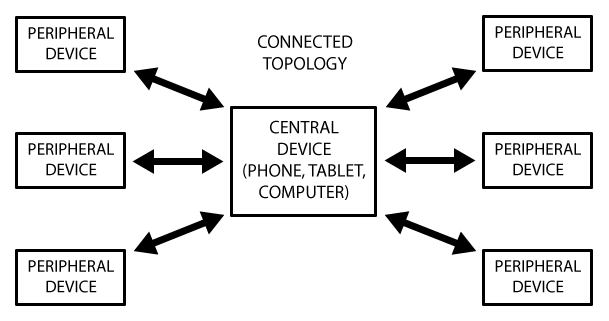 PERIPHERAL
DEVICE
CONNECTED
TOPOLOGY
PERIPHERAL
DEVICE
PERIPHERAL
DEVICE
CENTRAL
DEVICE
(PHONE, TABLET,
COMPUTER)
PERIPHERAL
DEVICE
PERIPHERAL
DEVICE
PERIPHERAL
DEVICE